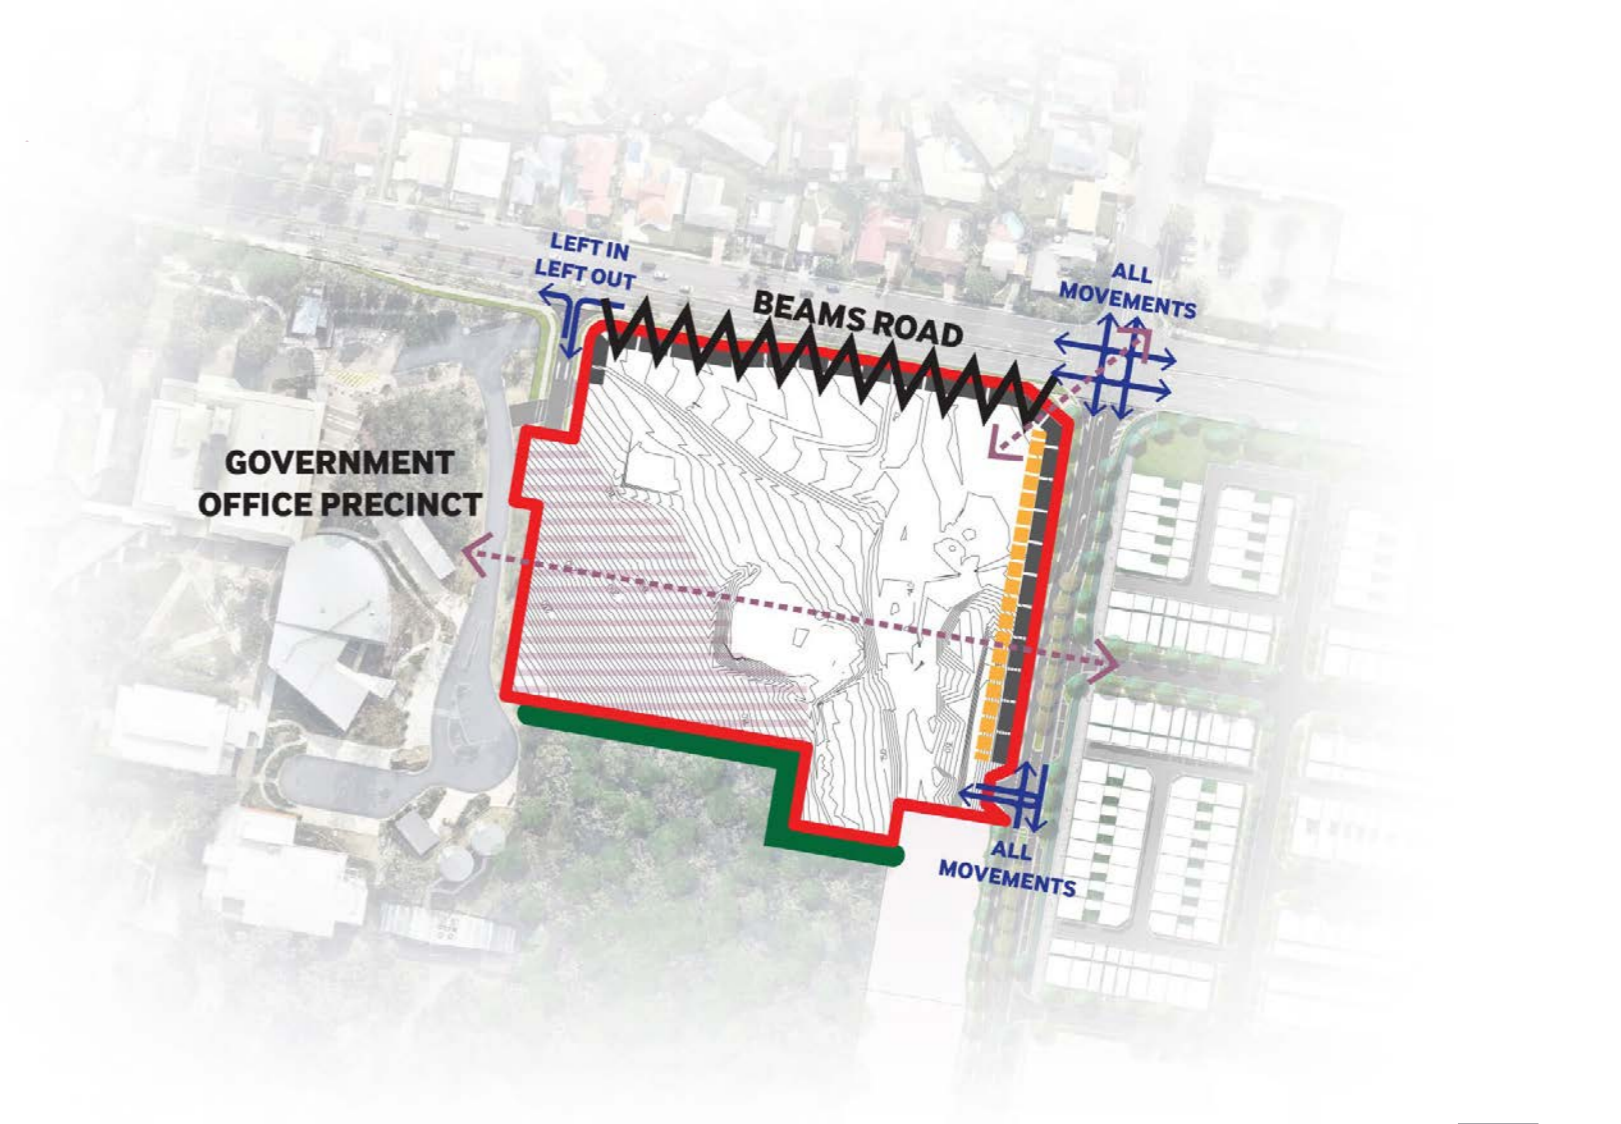 LEFT IN
LEFT OUT
BEAMS ROAD
ALL
MOVEMENTS
GOVERNMENT
OFFICE PRECINCT
ALL
MOVEMENTS